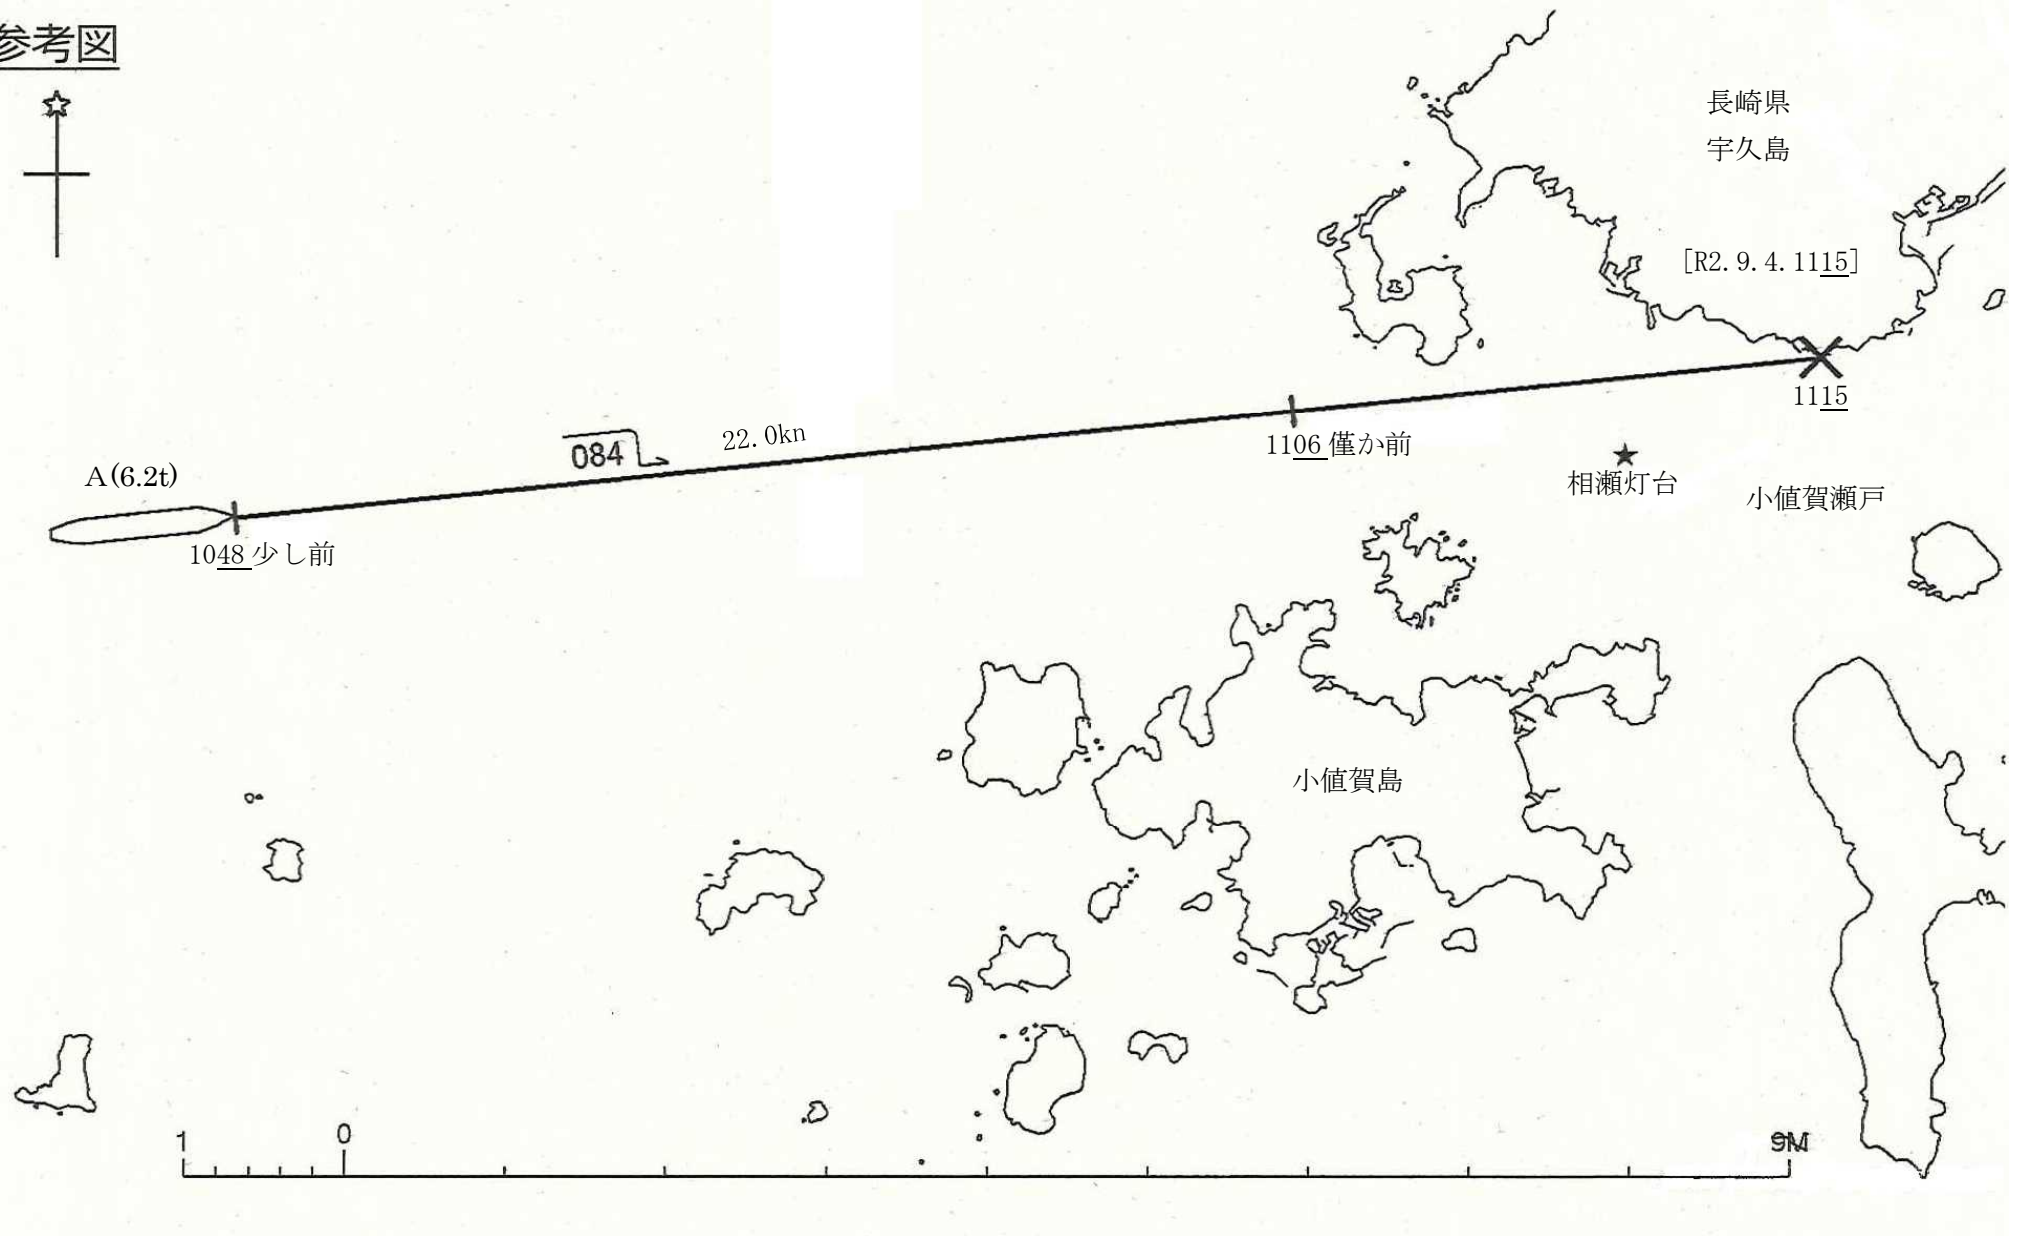 参考図
長崎県
宇久島
[R2.9.4.1115]
1115
084
22.0kn
1106 僅か前
A(6.2t)
1048 少し前
相瀬灯台
小値賀瀬戸
小値賀島
1
0
9M